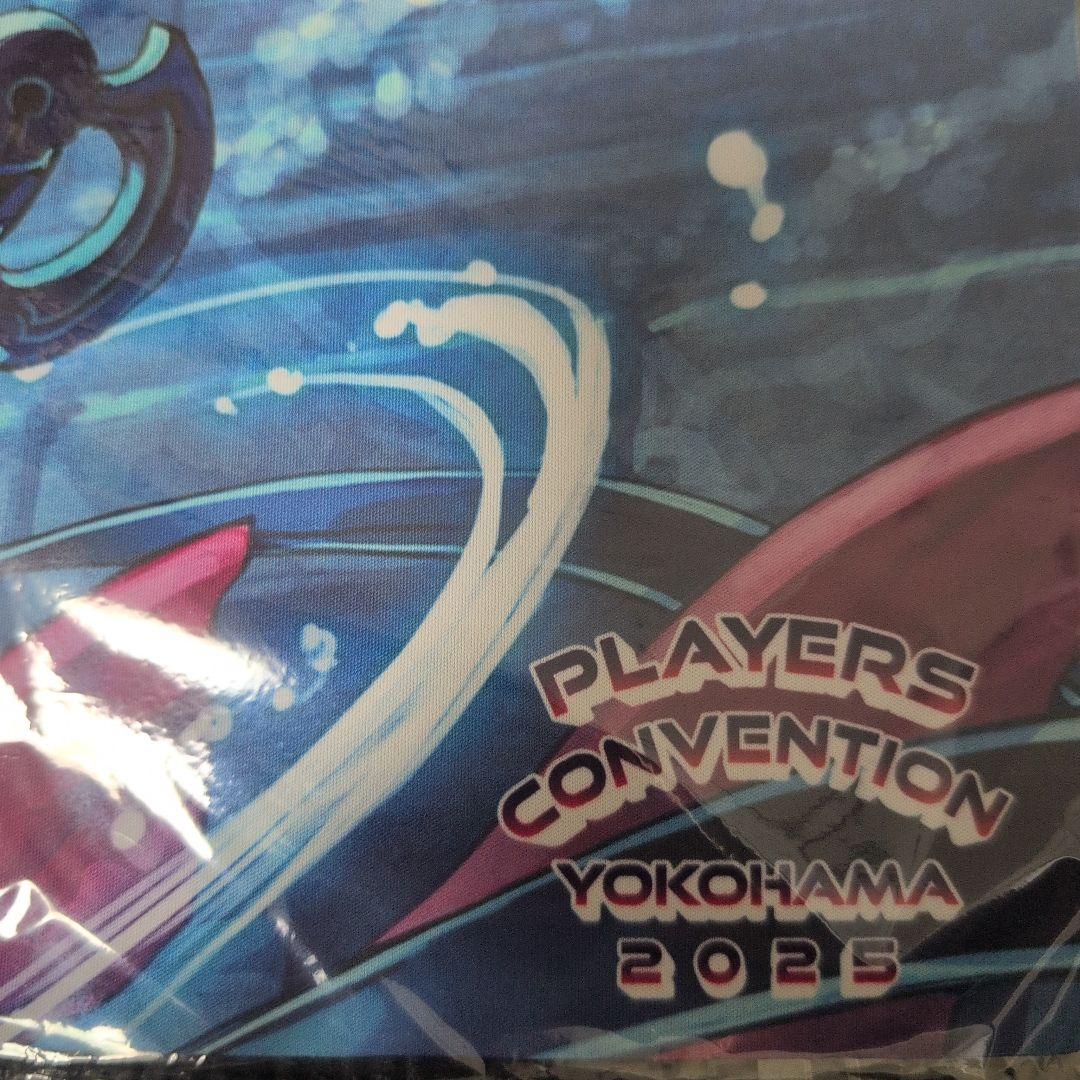 PLAYERS
CONVENTION
YOKOHAMA
2025